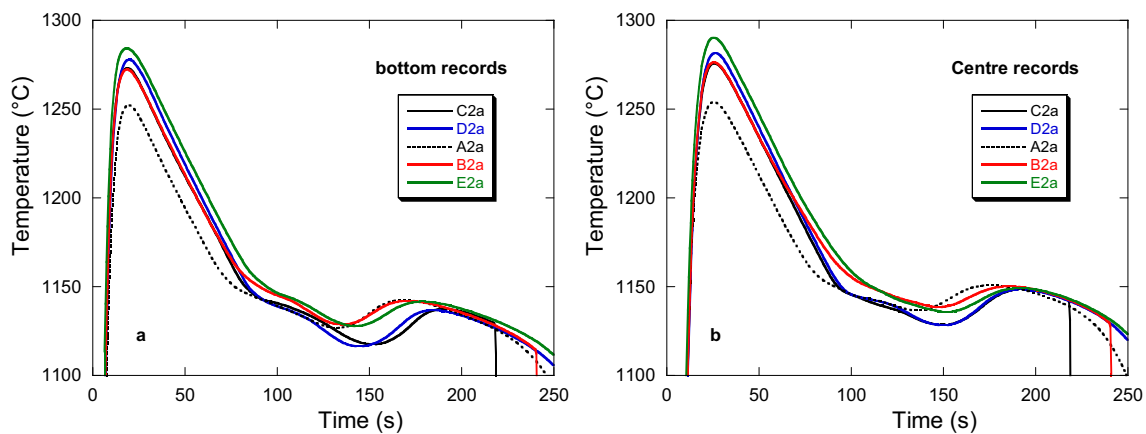 1300
1250
1200
1150
1100
Temperature (°C)
bottom records
C2a
D2a
A2a
B2a
E2a
a
0 50 100 150 200 250
Time (s)
1300
1250
1200
1150
1100
Temperature (°C)
Centre records
C2a
D2a
A2a
B2a
E2a
b
0 50 100 150 200 250
Time (s)